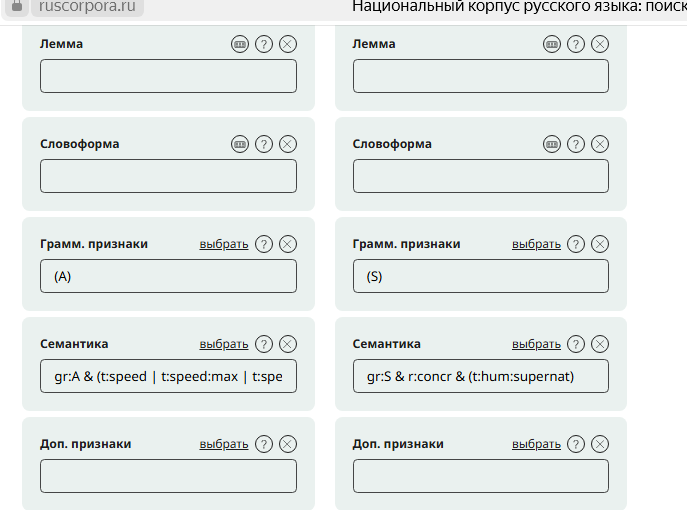 ruscorpora.ru Национальный корпус русского языка: поиск
Лемма ? Лемма ?
Словоформа ? Словоформа ?
Грамм. признаки выбрать ? Грамм. признаки выбрать ?
(A) (S)
Семантика выбрать ? Семантика выбрать ?
gr:A & (t:speed | t:speed:max | t:spe gr:S & r:concr & (t:hum:supernat)
Доп. признаки выбрать ? Доп. признаки выбрать ?